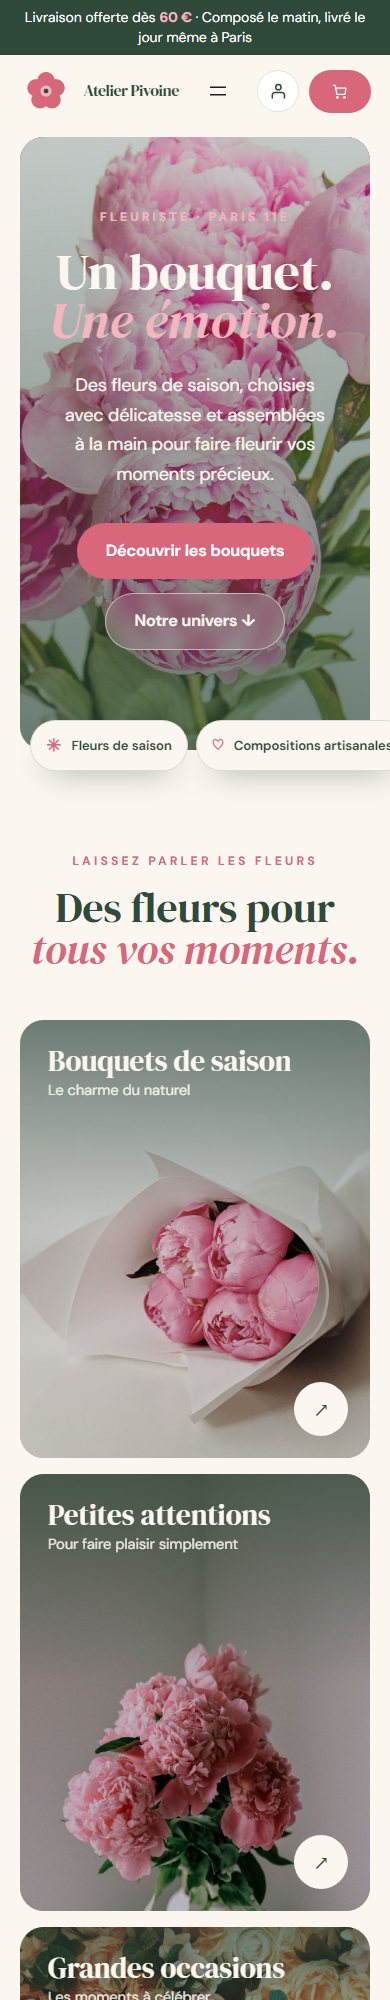 Livraison offerte dès 60 € · Composé le matin, livré le
jour même à Paris
Atelier Pivoine
FLEURISTE · PARIS 11E
Un bouquet.
Une émotion.
Des fleurs de saison, choisies
avec délicatesse et assemblées
à la main pour faire fleurir vos
moments précieux.
Découvrir les bouquets
Notre univers ↓
Fleurs de saison
Compositions artisanales
LAISSEZ PARLER LES FLEURS
Des fleurs pour
tous vos moments.
Bouquets de saison
Le charme du naturel
Petites attentions
Pour faire plaisir simplement
Grandes occasions
Les moments à célébrer